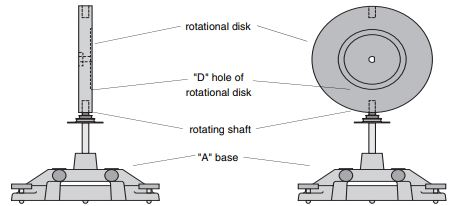 rotational disk
"D" hole of
rotational disk
rotating shaft
"A" base